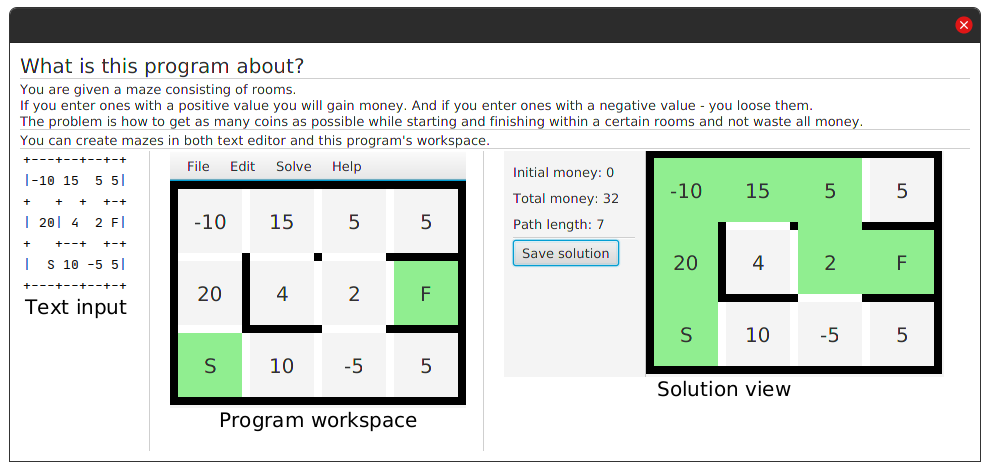 What is this program about?
You are given a maze consisting of rooms.
If you enter ones with a positive value you will gain money. And if you enter ones with a negative value - you loose them.
The problem is how to get as many coins as possible while starting and finishing within a certain rooms and not waste all money.
You can create mazes in both text editor and this program's workspace.
+---+--+--+-+
|-10 15  5 5|
+   +  +  +-+
| 20| 4  2 F|
+   +--+  +-+
|  S 10 -5 5|
+---+--+--+-+
Text input
File Edit Solve Help
-10 15 5 5
20 4 2 F
S 10 -5 5
Program workspace
Initial money: 0
Total money: 32
Path length: 7
Save solution
-10 15 5 5
20 4 2 F
S 10 -5 5
Solution view